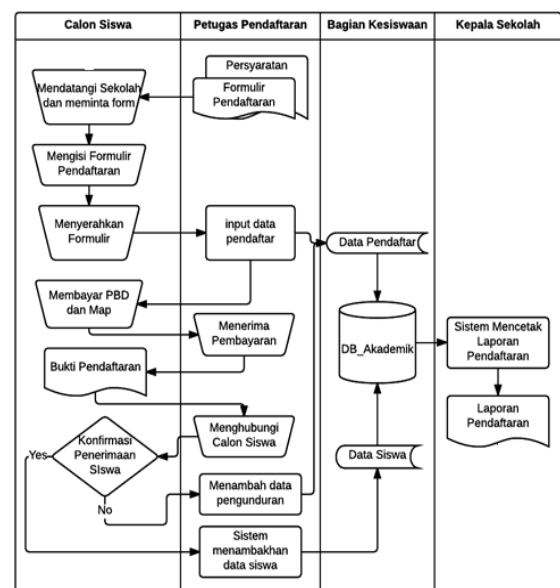 Calon Siswa
Petugas Pendaftaran
Bagian Kesiswaan
Kepala Sekolah
Persyaratan
Formulir
Pendaftaran
Mendatangi Sekolah
dan meminta form
Mengisi Formulir
Pendaftaran
Menyerahkan
Formulir
input data
pendaftar
Data Pendaftar
Membayar PBD
dan Map
Menerima
Pembayaran
DB_Akademik
Sistem Mencetak
Laporan
Pendaftaran
Bukti Pendaftaran
Laporan
Pendaftaran
Menghubungi
Calon Siswa
Konfirmasi
Penerimaan
SIswa
Yes
No
Data Siswa
Menambah data
pengunduran
Sistem
menambakhan
data siswa